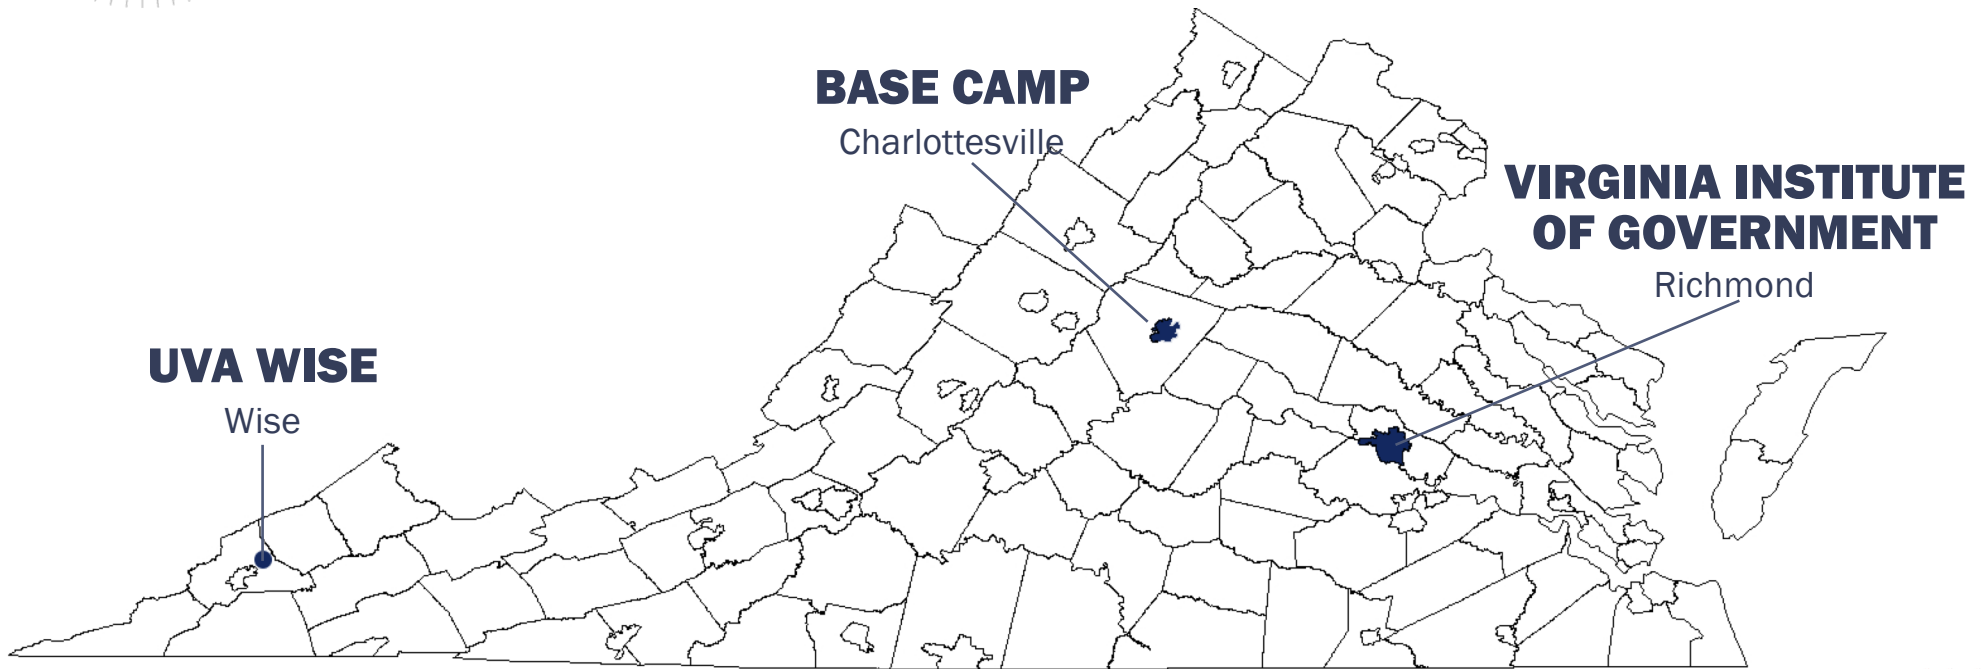 BASE CAMP
Charlottesville
VIRGINIA INSTITUTE
OF GOVERNMENT
Richmond
UVA WISE
Wise